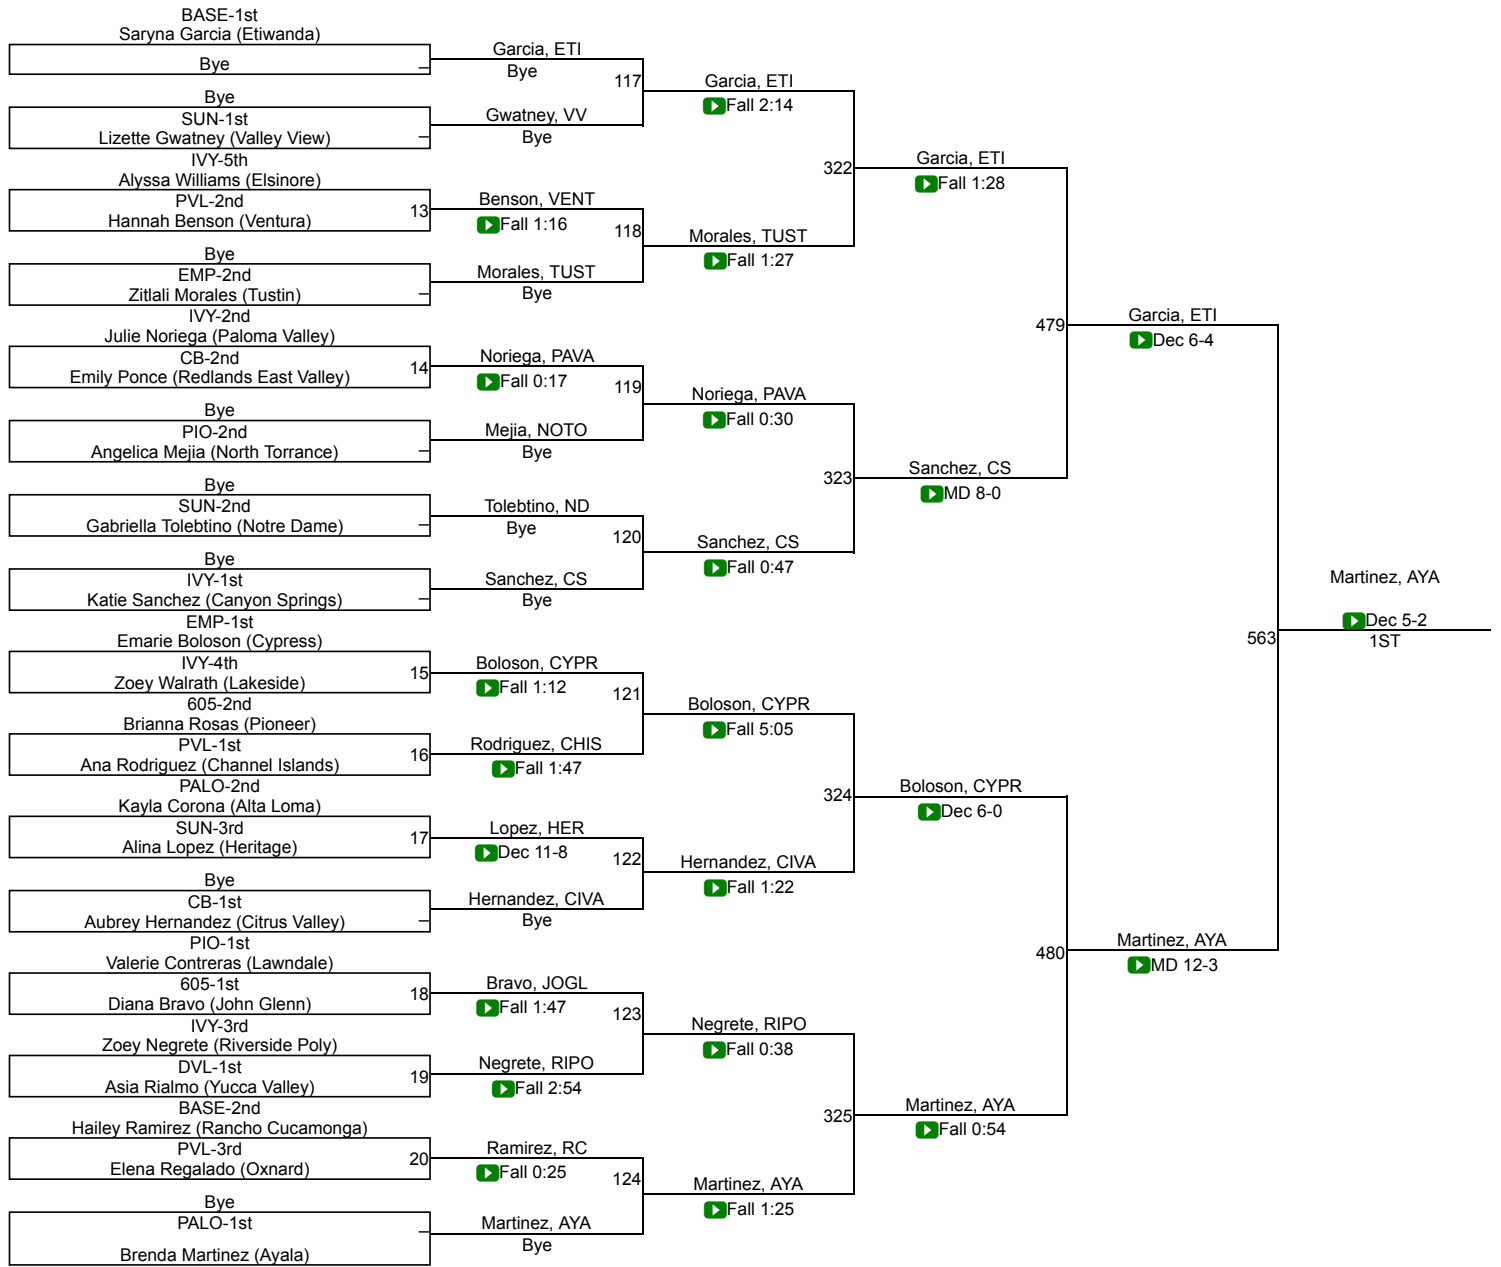 BASE-1st
Saryna Garcia (Etiwanda)
Bye
Bye
SUN-1st
Lizette Gwatney (Valley View)
IVY-5th
Alyssa Williams (Elsinore)
PVL-2nd
Hannah Benson (Ventura)
13
Bye
EMP-2nd
Zitlali Morales (Tustin)
IVY-2nd
Julie Noriega (Paloma Valley)
CB-2nd
Emily Ponce (Redlands East Valley)
14
Bye
PIO-2nd
Angelica Mejia (North Torrance)
Bye
SUN-2nd
Gabriella Tolebtino (Notre Dame)
Bye
IVY-1st
Katie Sanchez (Canyon Springs)
EMP-1st
Emarie Boloson (Cypress)
IVY-4th
Zoey Walrath (Lakeside)
15
605-2nd
Brianna Rosas (Pioneer)
PVL-1st
Ana Rodriguez (Channel Islands)
16
PALO-2nd
Kayla Corona (Alta Loma)
SUN-3rd
Alina Lopez (Heritage)
17
Bye
CB-1st
Aubrey Hernandez (Citrus Valley)
PIO-1st
Valerie Contreras (Lawndale)
605-1st
Diana Bravo (John Glenn)
18
IVY-3rd
Zoey Negrete (Riverside Poly)
DVL-1st
Asia Rialmo (Yucca Valley)
19
BASE-2nd
Hailey Ramirez (Rancho Cucamonga)
PVL-3rd
Elena Regalado (Oxnard)
20
Bye
PALO-1st
Brenda Martinez (Ayala)
Garcia, ETI
Bye
117
Gwatney, VV
Bye
Benson, VENT
Fall 1:16
118
Morales, TUST
Bye
Noriega, PAVA
Fall 0:17
119
Mejia, NOTO
Bye
Tolebtino, ND
Bye
120
Sanchez, CS
Bye
Boloson, CYPR
Fall 1:12
121
Rodriguez, CHIS
Fall 1:47
Lopez, HER
Dec 11-8
122
Hernandez, CIVA
Bye
Bravo, JOGL
Fall 1:47
123
Negrete, RIPO
Fall 2:54
Ramirez, RC
Fall 0:25
124
Martinez, AYA
Bye
Garcia, ETI
Fall 2:14
322
Morales, TUST
Fall 1:27
Noriega, PAVA
Fall 0:30
323
Sanchez, CS
Fall 0:47
Boloson, CYPR
Fall 5:05
324
Hernandez, CIVA
Fall 1:22
Negrete, RIPO
Fall 0:38
325
Martinez, AYA
Fall 1:25
Garcia, ETI
Fall 1:28
479
Sanchez, CS
MD 8-0
Boloson, CYPR
Dec 6-0
480
Martinez, AYA
Fall 0:54
Garcia, ETI
Dec 6-4
563
Martinez, AYA
MD 12-3
Martinez, AYA
Dec 5-2
1ST